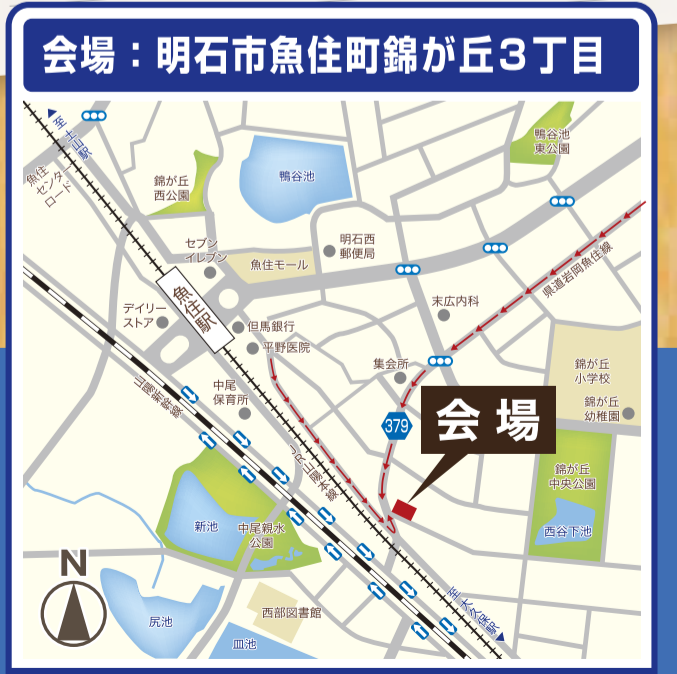 会場：明石市魚住町錦が丘3丁目
至土山駅
魚住
センター
ロード
錦が丘
西公園
鴨谷池
鴨谷池
東公園
セブン
イレブン
魚住モール
明石西
郵便局
県道岩岡魚住線
魚住駅
デイリー
ストア
但馬銀行
平野医院
末広内科
山陽新幹線
中尾
保育所
集会所
錦が丘
小学校
錦が丘
幼稚園
379
会場
JR山陽本線
錦が丘
中央公園
新池
中尾親水
公園
西谷下池
N
尻池
西部図書館
皿池
至大久保駅